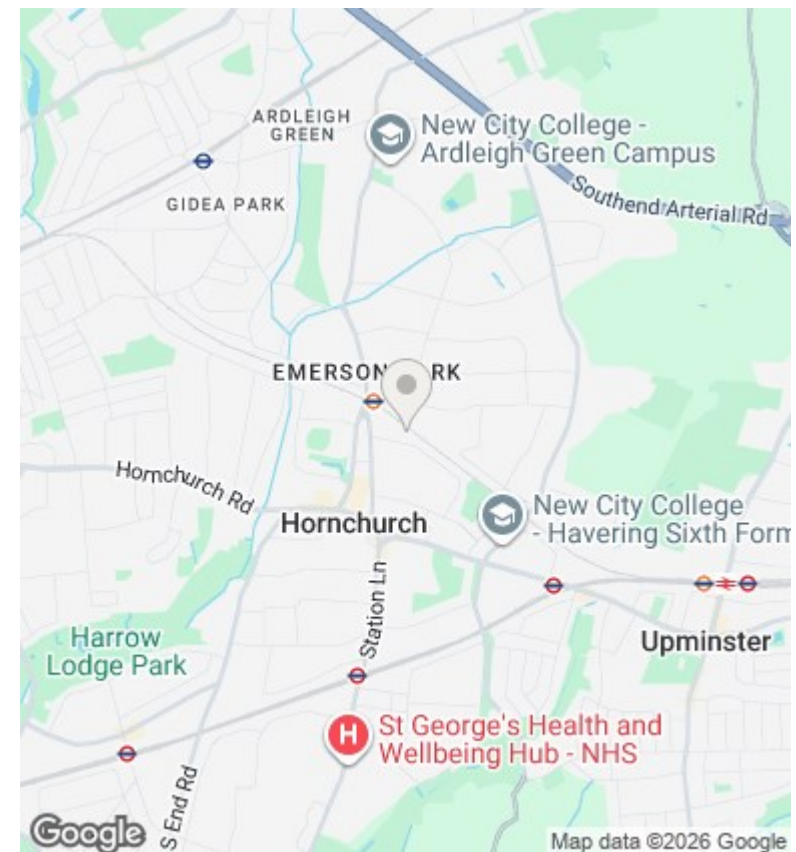 ARDLEIGH
GREEN
New City College -
Ardleigh Green Campus
GIDEA PARK
Southend Arterial Rd
EMERSON RK
Hornchurch Rd
Hornchurch
New City College
- Havering Sixth Form
Station Ln
Harrow
Lodge Park
Upminster
H
St George's Health and
Wellbeing Hub - NHS
S End Rd
Google
Map data ©2026 Google